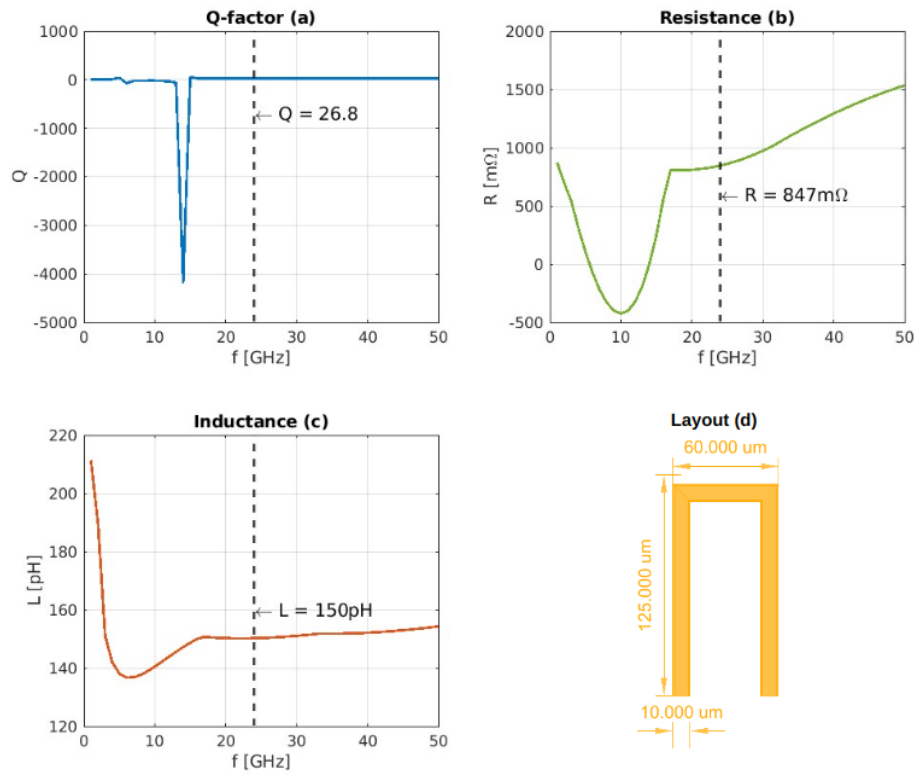 Q-factor (a)
1000
0
-1000
-2000
-3000
-4000
-5000
Q
← Q = 26.8
0 10 20 30 40 50
f [GHz]
Resistance (b)
2000
1500
1000
500
0
-500
R [mΩ]
← R = 847mΩ
0 10 20 30 40 50
f [GHz]
Inductance (c)
220
200
180
160
140
120
L [pH]
← L = 150pH
0 10 20 30 40 50
f [GHz]
Layout (d)
60.000 um
125.000 um
10.000 um